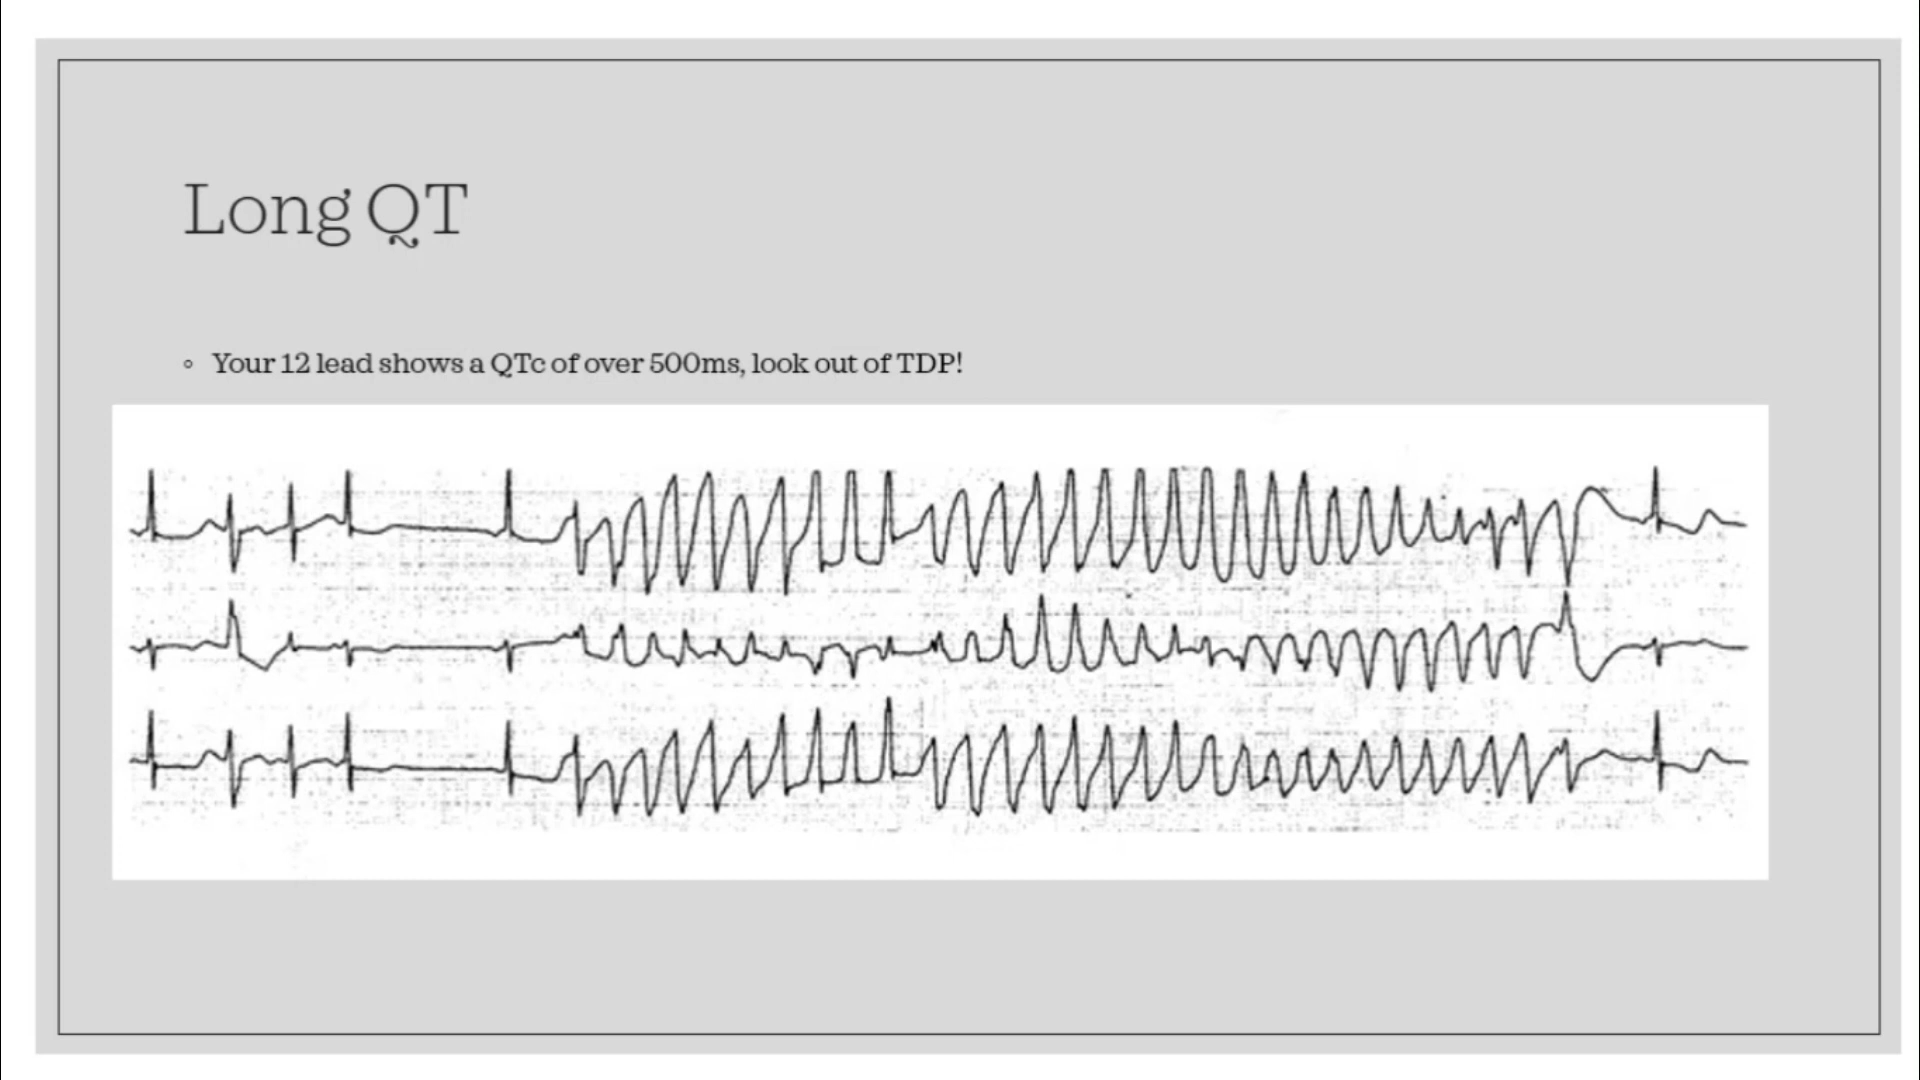 Long QT
◦ Your 12 lead shows a QTc of over 500ms, look out of TDP!